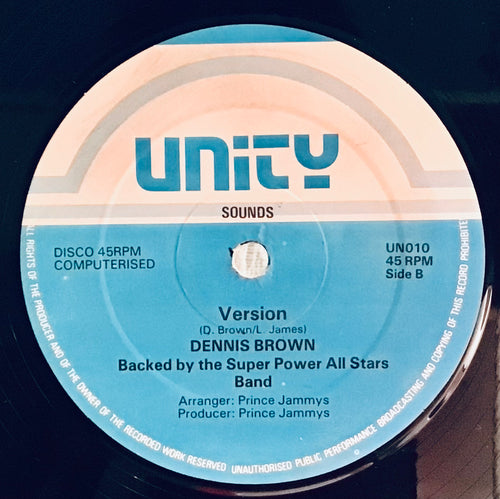 unity
SOUNDS
DISCO 45RPM
COMPUTERISED
UN010
45 RPM
Side B
Version
(D. Brown/L. James)
DENNIS BROWN
Backed by the Super Power All Stars
Band
Arranger: Prince Jammys
Producer: Prince Jammys
ALL RIGHTS OF THE PRODUCER AND OF THE OWNER OF THE RECORDED WORK RESERVED UNAUTHORISED PUBLIC PERFORMANCE BROADCASTING AND COPYING OF THIS RECORD PROHIBITED